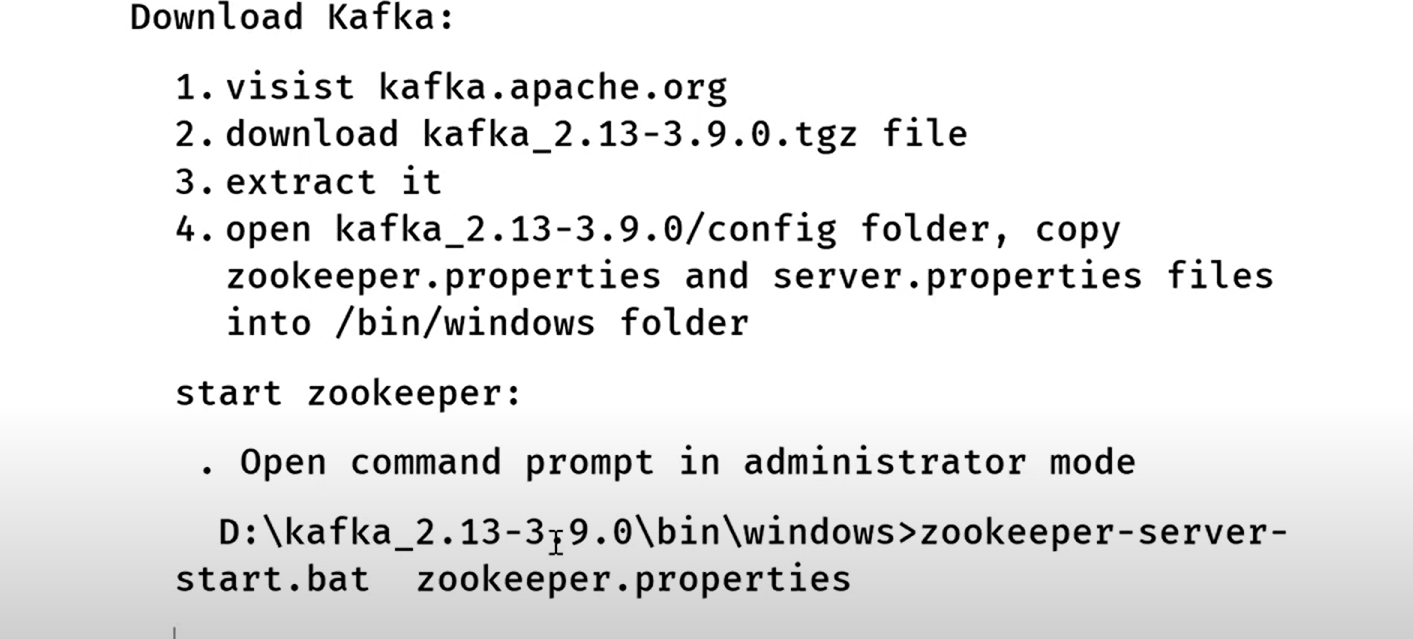 Download Kafka:
1. visist kafka.apache.org
2. download kafka_2.13-3.9.0.tgz file
3. extract it
4. open kafka_2.13-3.9.0/config folder, copy
zookeeper.properties and server.properties files
into /bin/windows folder
start zookeeper:
. Open command prompt in administrator mode
D:\kafka_2.13-3.9.0\bin\windows>zookeeper-server-
start.bat  zookeeper.properties